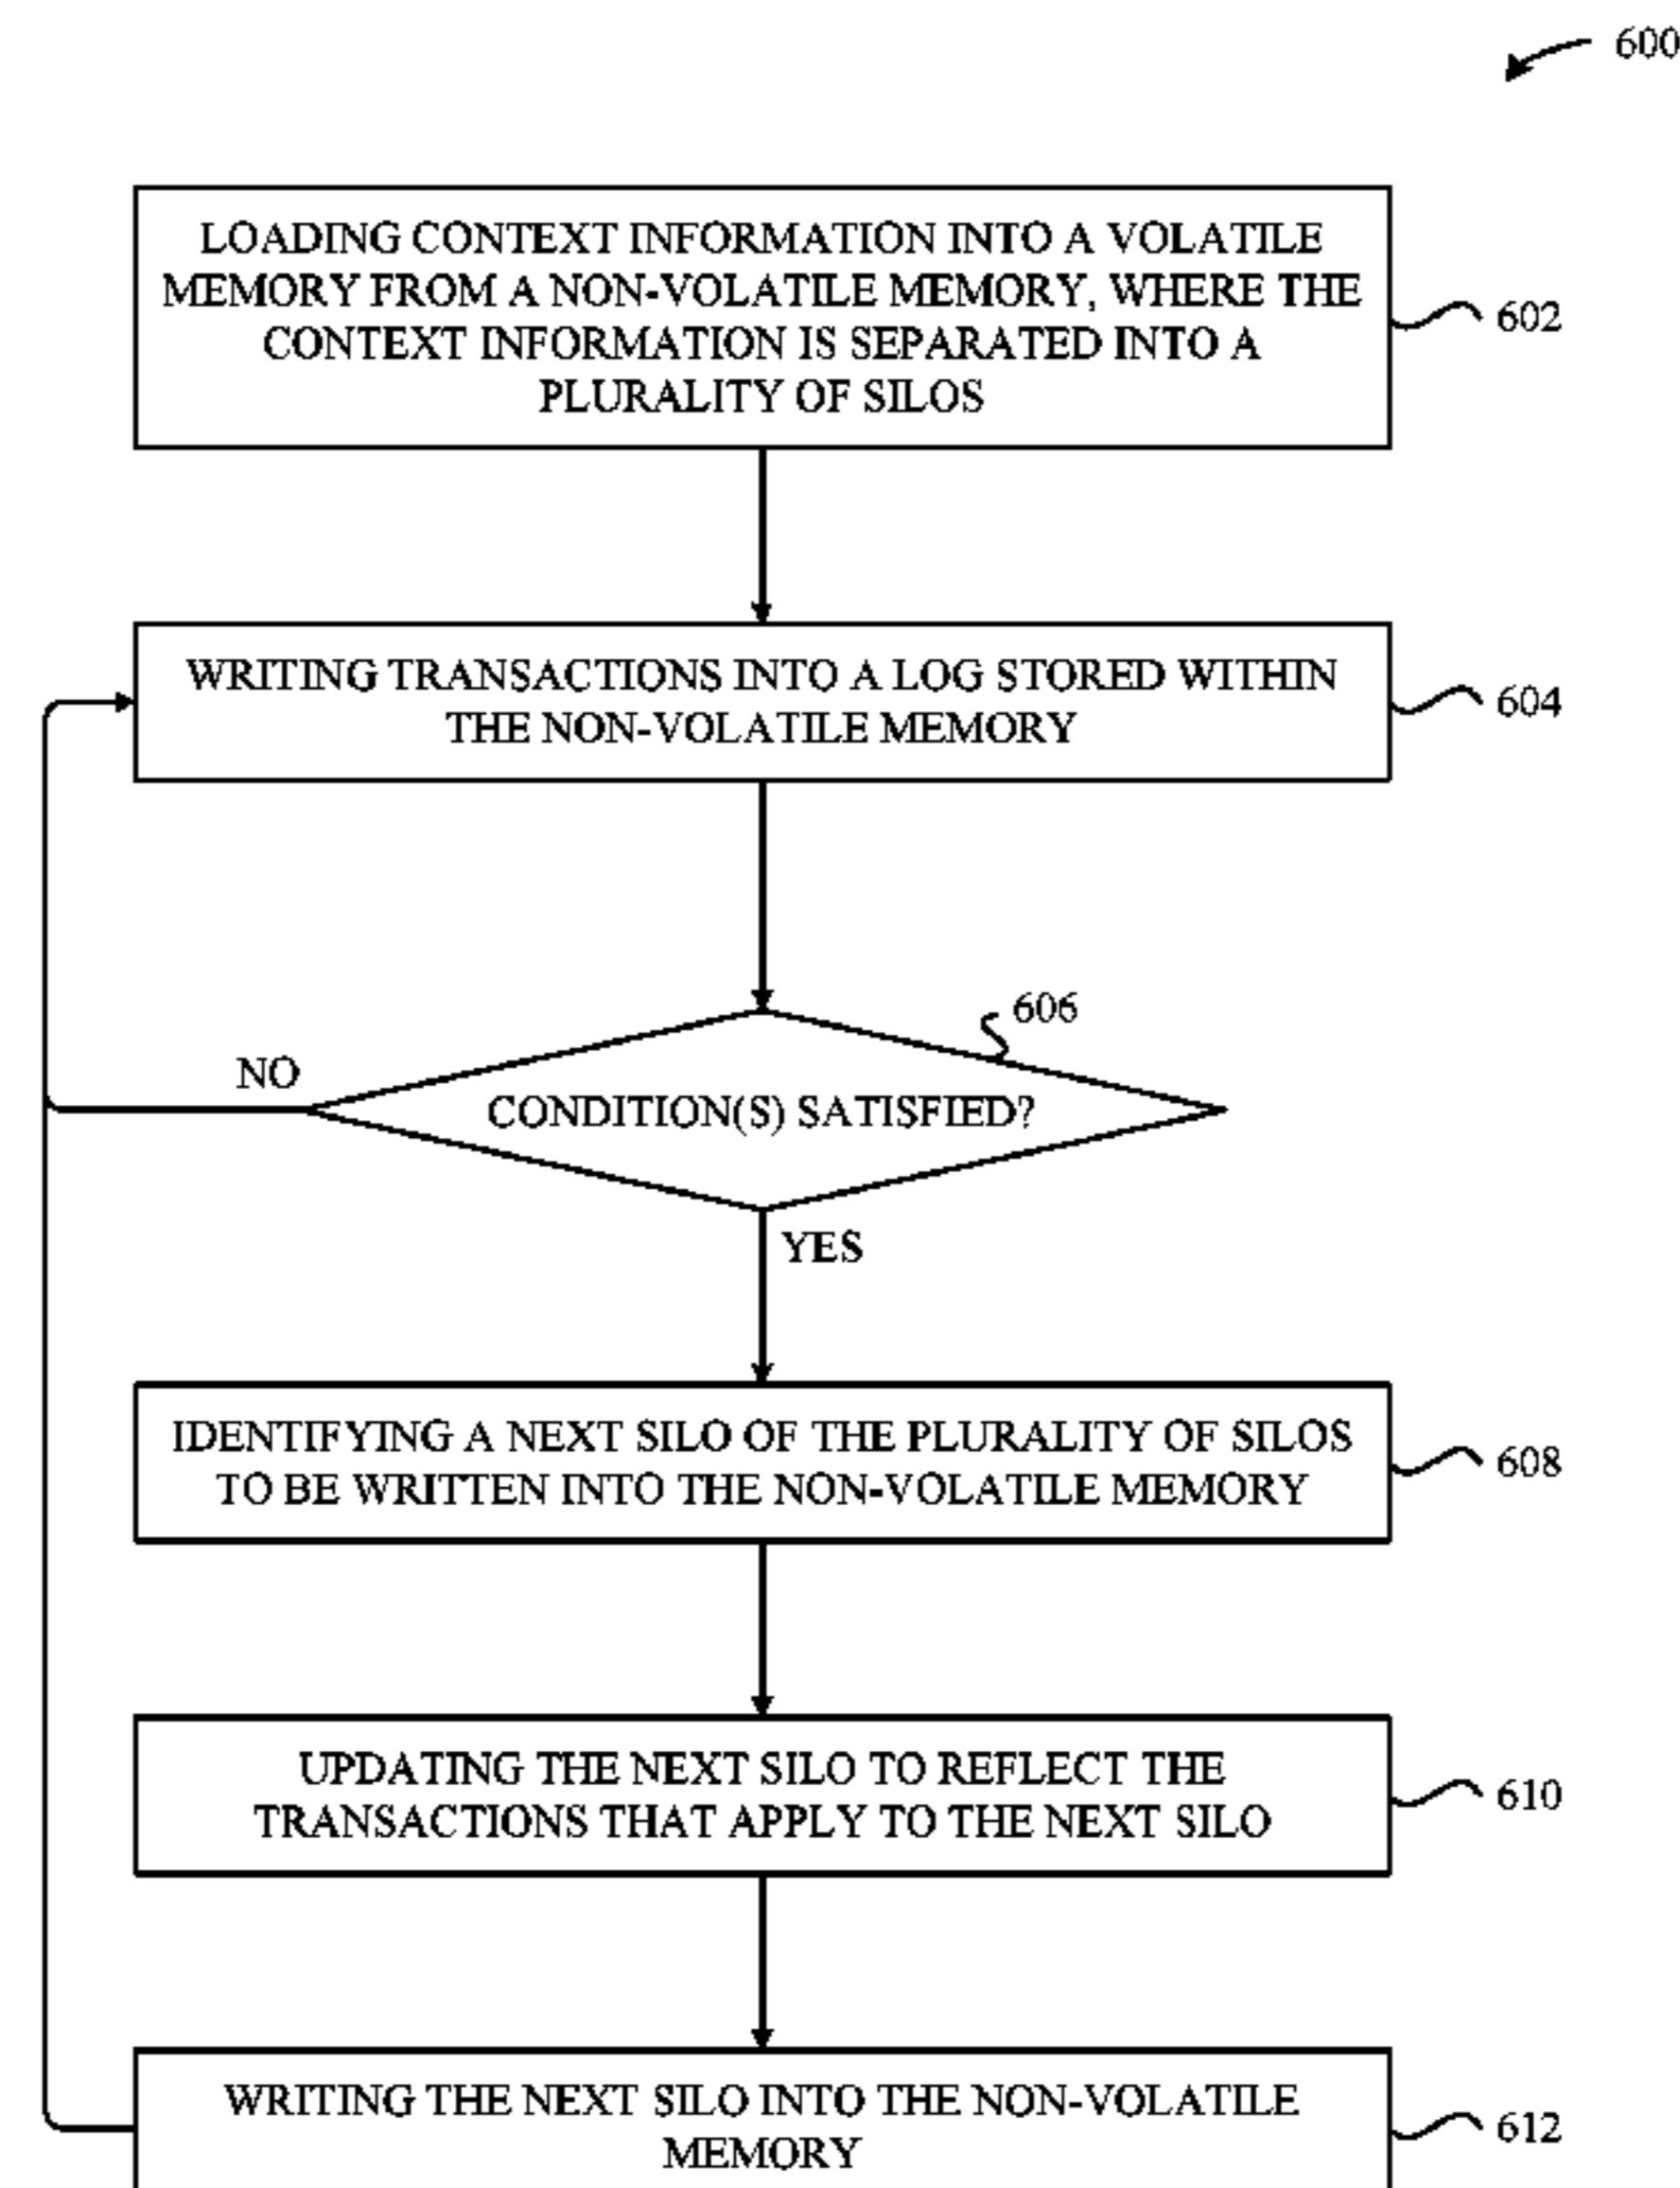 600
LOADING CONTEXT INFORMATION INTO A VOLATILE
MEMORY FROM A NON-VOLATILE MEMORY, WHERE THE
CONTEXT INFORMATION IS SEPARATED INTO A
PLURALITY OF SILOS
602
WRITING TRANSACTIONS INTO A LOG STORED WITHIN
THE NON-VOLATILE MEMORY
604
606
NO
CONDITION(S) SATISFIED?
YES
IDENTIFYING A NEXT SILO OF THE PLURALITY OF SILOS
TO BE WRITTEN INTO THE NON-VOLATILE MEMORY
608
UPDATING THE NEXT SILO TO REFLECT THE
TRANSACTIONS THAT APPLY TO THE NEXT SILO
610
WRITING THE NEXT SILO INTO THE NON-VOLATILE
MEMORY
612